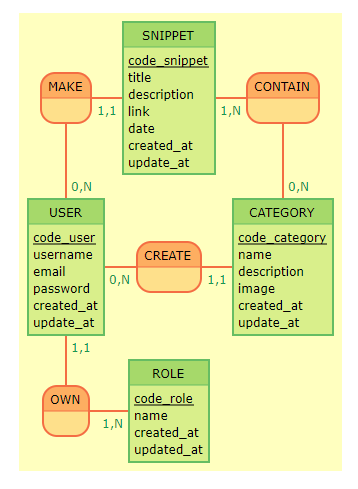 SNIPPET
code_snippet
title
description
link
date
created_at
update_at
MAKE
1,1
1,N
CONTAIN
0,N
0,N
USER
code_user
username
email
password
created_at
update_at
0,N
CREATE
1,1
CATEGORY
code_category
name
description
image
created_at
update_at
1,1
OWN
1,N
ROLE
code_role
name
created_at
updated_at